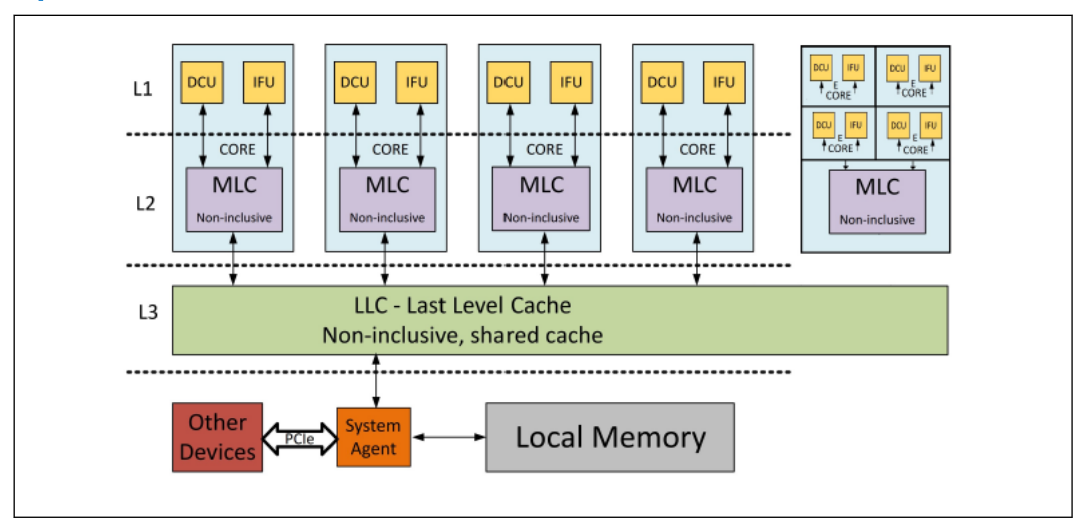 L1
DCU IFU
DCU IFU
DCU IFU
DCU IFU
CORE
CORE
CORE
CORE
DCU IFU
E
CORE
DCU IFU
E
CORE
DCU IFU
E
CORE
DCU IFU
E
CORE
L2
MLC
Non-inclusive
MLC
Non-inclusive
MLC
Non-inclusive
MLC
Non-inclusive
MLC
Non-inclusive
L3
LLC - Last Level Cache
Non-inclusive, shared cache
Other
Devices
PCIe
System
Agent
Local Memory